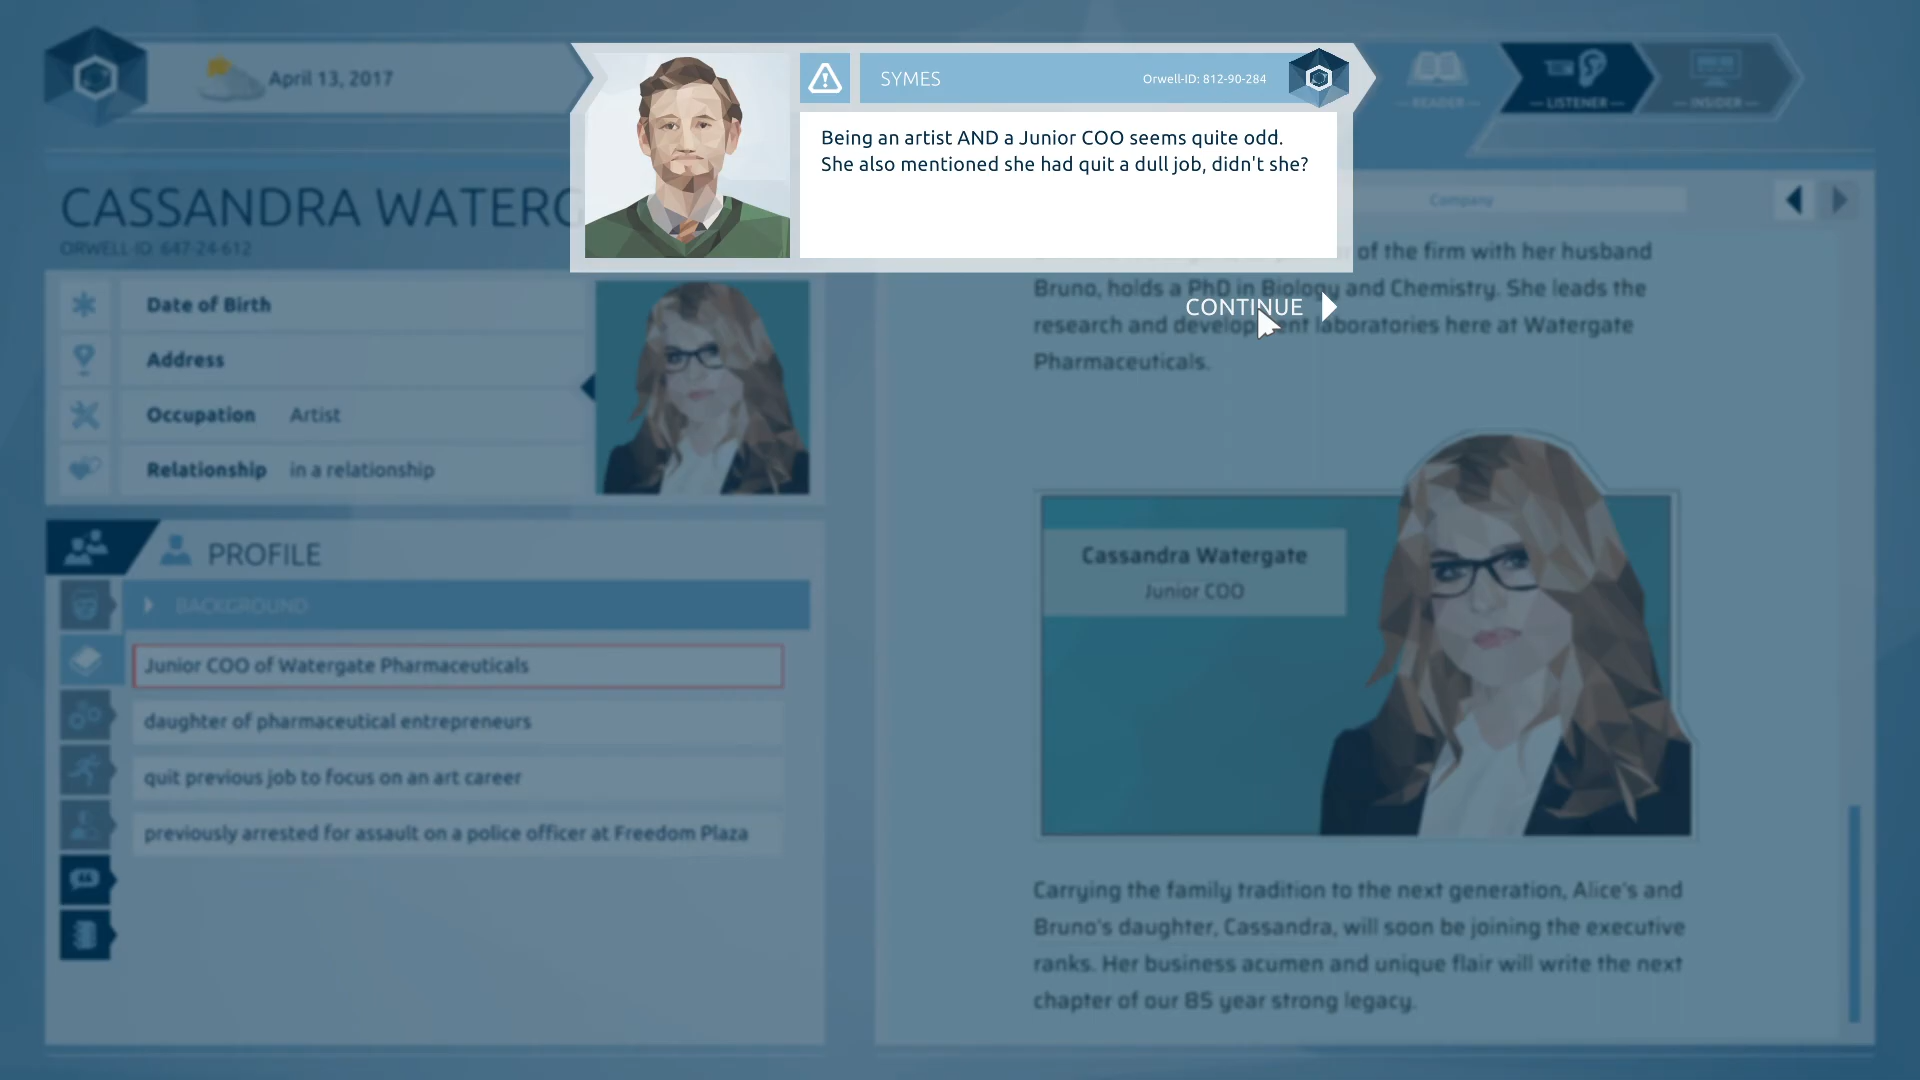 April 13, 2017
SYMES
Orwell-ID: 812-90-284
Being an artist AND a Junior COO seems quite odd.
She also mentioned she had quit a dull job, didn't she?
CONTINUE
READER
LISTENER
INSIDER
CASSANDRA WATERG
ORWELL-ID: 647-24-612
Date of Birth
Address
Occupation Artist
Relationship in a relationship
PROFILE
BACKGROUND
Junior COO of Watergate Pharmaceuticals
daughter of pharmaceutical entrepreneurs
quit previous job to focus on an art career
previously arrested for assault on a police officer at Freedom Plaza
Company
of the firm with her husband
Bruno, holds a PhD in Biology and Chemistry. She leads the
research and development laboratories here at Watergate
Pharmaceuticals.
Cassandra Watergate
Junior COO
Carrying the family tradition to the next generation, Alice's and
Bruno's daughter, Cassandra, will soon be joining the executive
ranks. Her business acumen and unique flair will write the next
chapter of our 85 year strong legacy.